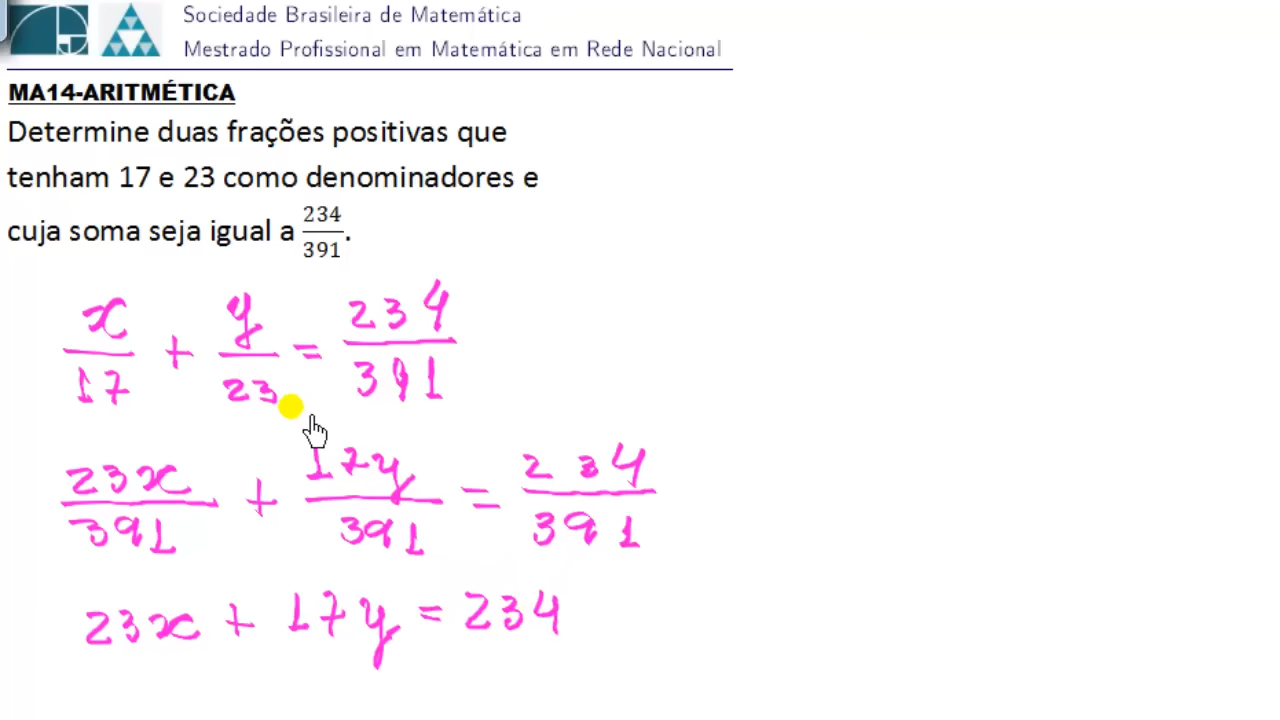 Sociedade Brasileira de Matemática
Mestrado Profissional em Matemática em Rede Nacional
MA14-ARITMÉTICA
Determine duas frações positivas que
tenham 17 e 23 como denominadores e
cuja soma seja igual a 234/391.
x/17 + y/23 = 234/391
23x/391 + 17y/391 = 234/391
23x + 17y = 234